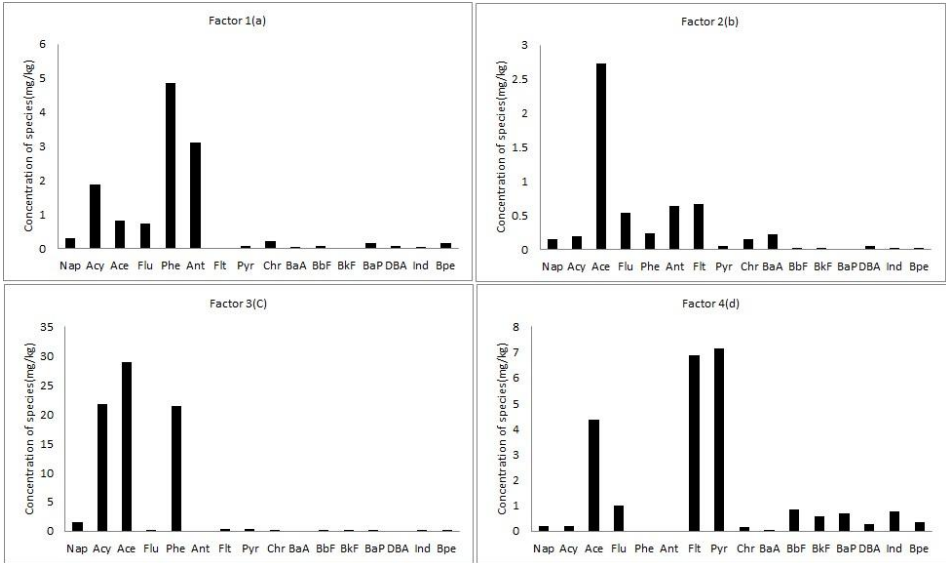 Factor 1(a)
Concentration of species(mg/kg)
6
5
4
3
2
1
0
Nap Acy Ace Flu Phe Ant Flt Pyr Chr BaA BbF BkF BaP DBA Ind Bpe
Factor 2(b)
Concentration of species(mg/kg)
3
2.5
2
1.5
1
0.5
0
Nap Acy Ace Flu Phe Ant Flt Pyr Chr BaA BbF BkF BaP DBA Ind Bpe
Factor 3(C)
Concentration of species(mg/kg)
35
30
25
20
15
10
5
0
Nap Acy Ace Flu Phe Ant Flt Pyr Chr BaA BbF BkF BaP DBA Ind Bpe
Factor 4(d)
Concentration of species(mg/kg)
8
7
6
5
4
3
2
1
0
Nap Acy Ace Flu Phe Ant Flt Pyr Chr BaA BbF BkF BaP DBA Ind Bpe